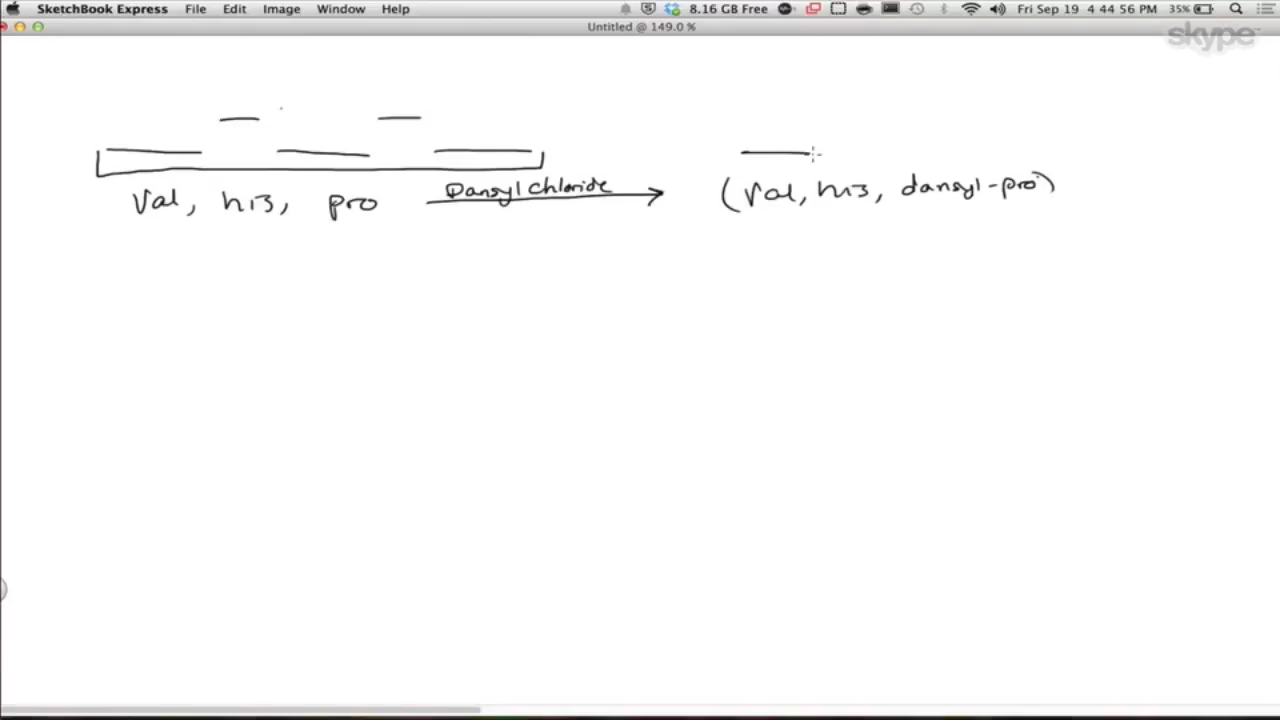 SketchBook Express File Edit Image Window Help 8.16 GB Free Fri Sep 19 4 44 56 PM 35%
Untitled @ 149.0 %
skype
Dansyl Chloride
Val, his, pro (Val, his, dansyl-pro)